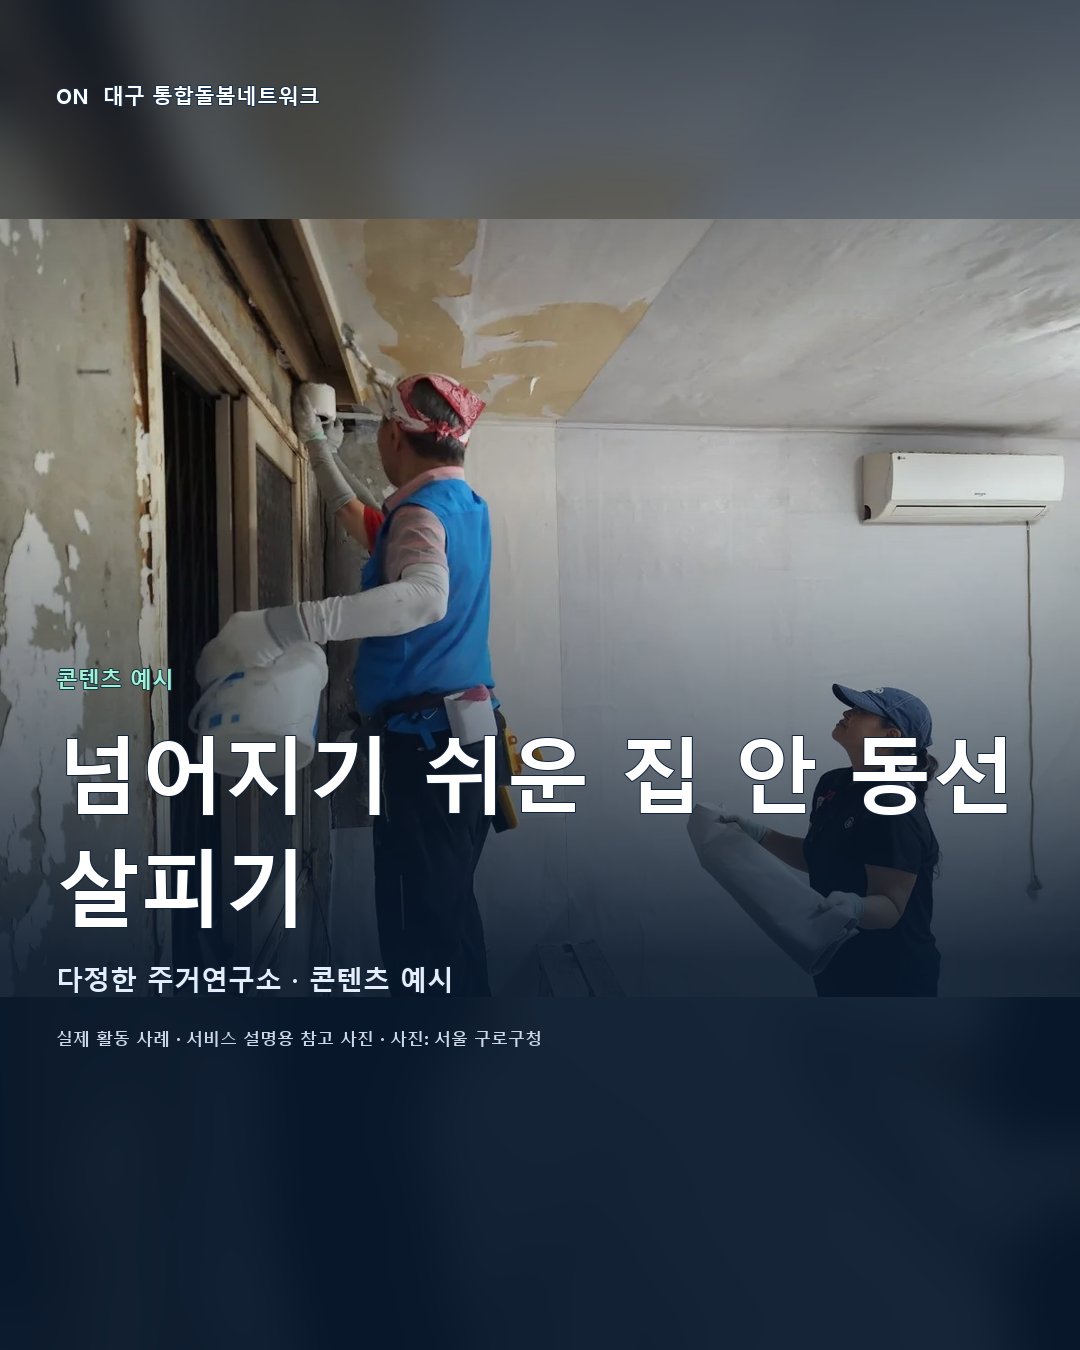 ON 대구 통합돌봄네트워크
콘텐츠 예시
넘어지기 쉬운 집 안 동선
살피기
다정한 주거연구소 · 콘텐츠 예시
실제 활동 사례 · 서비스 설명용 참고 사진 · 사진: 서울 구로구청